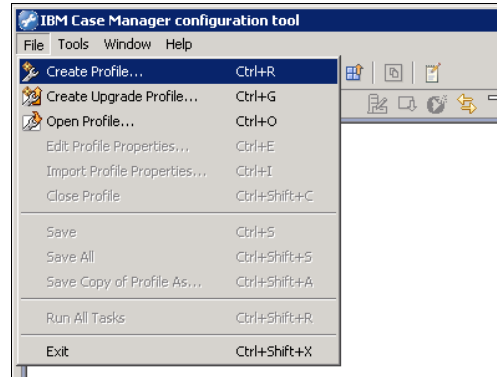 IBM Case Manager configuration tool
File Tools Window Help
Create Profile... Ctrl+R
Create Upgrade Profile... Ctrl+G
Open Profile... Ctrl+O
Edit Profile Properties... Ctrl+E
Import Profile Properties... Ctrl+I
Close Profile Ctrl+Shift+C
Save Ctrl+S
Save All Ctrl+Shift+S
Save Copy of Profile As... Ctrl+Shift+A
Run All Tasks Ctrl+Shift+R
Exit Ctrl+Shift+X